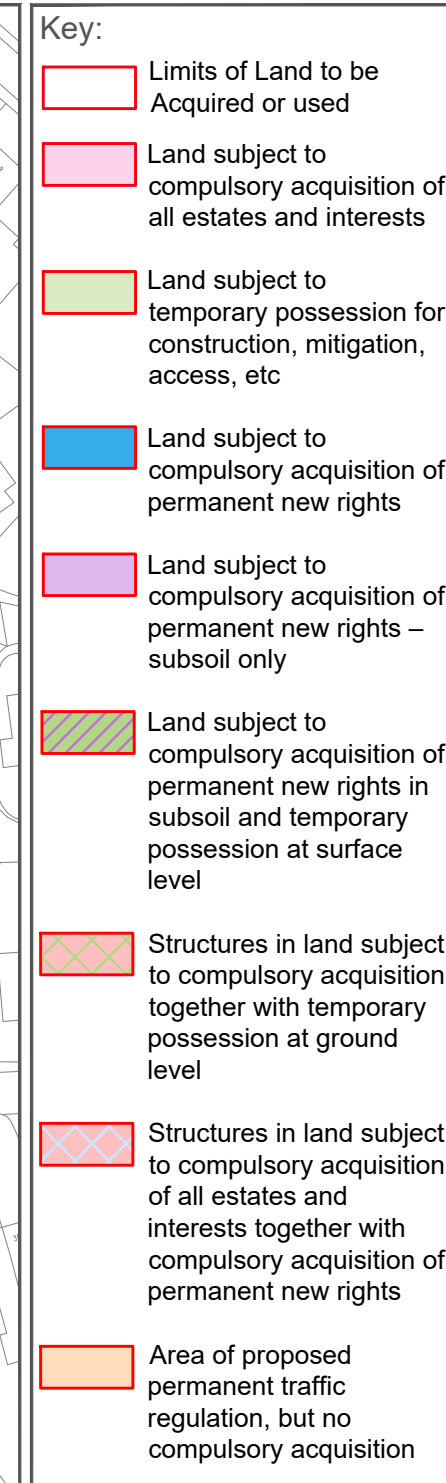 Key:
Limits of Land to be
Acquired or used
Land subject to
compulsory acquisition of
all estates and interests
Land subject to
temporary possession for
construction, mitigation,
access, etc
Land subject to
compulsory acquisition of
permanent new rights
Land subject to
compulsory acquisition of
permanent new rights –
subsoil only
Land subject to
compulsory acquisition of
permanent new rights in
subsoil and temporary
possession at surface
level
Structures in land subject
to compulsory acquisition
together with temporary
possession at ground
level
Structures in land subject
to compulsory acquisition
of all estates and
interests together with
compulsory acquisition of
permanent new rights
Area of proposed
permanent traffic
regulation, but no
compulsory acquisition